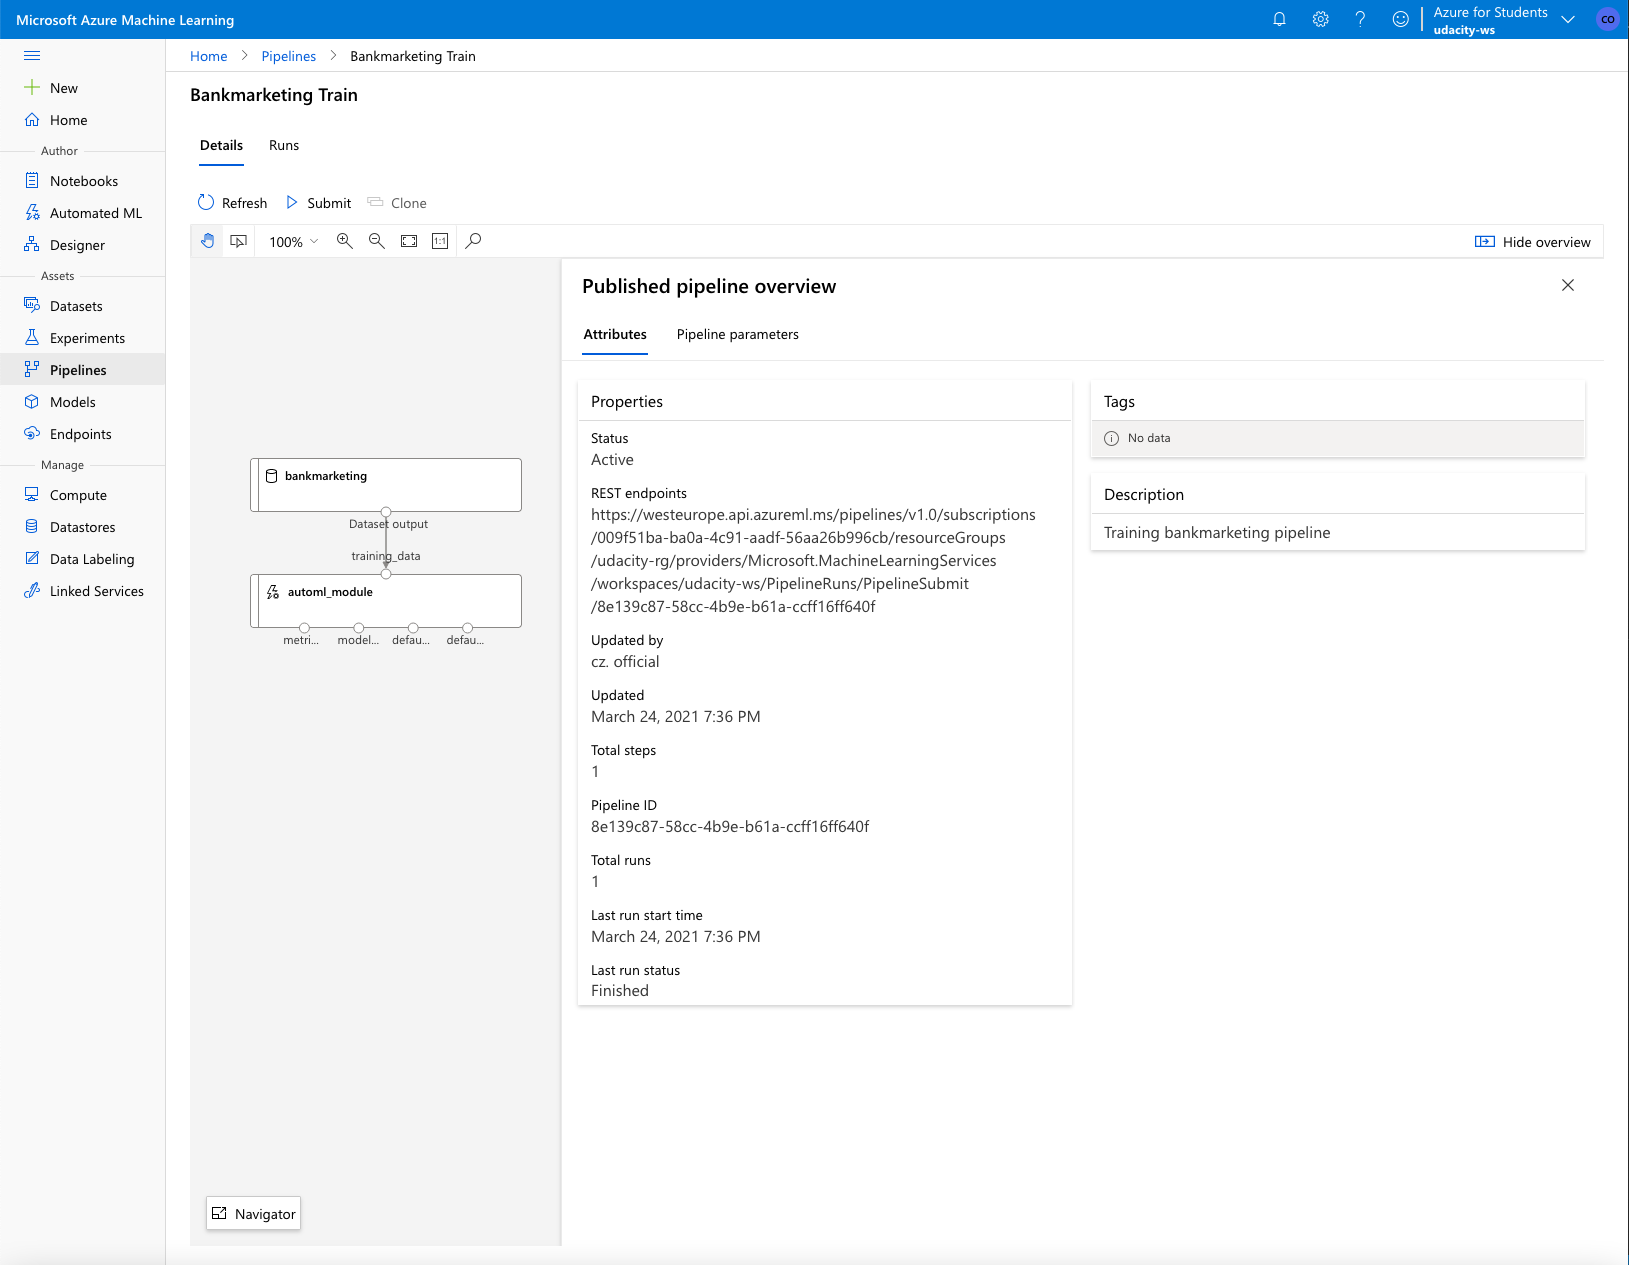 Microsoft Azure Machine Learning
Azure for Students
udacity-ws
CO
Home > Pipelines > Bankmarketing Train
New
Home
Author
Notebooks
Automated ML
Designer
Assets
Datasets
Experiments
Pipelines
Models
Endpoints
Manage
Compute
Datastores
Data Labeling
Linked Services
Bankmarketing Train
Details Runs
Refresh Submit Clone
100% 1:1 Hide overview
bankmarketing
Dataset output
training_data
automl_module
metri... model... defau... defau...
Navigator
Published pipeline overview
Attributes Pipeline parameters
Properties
Status
Active
REST endpoints
https://westeurope.api.azureml.ms/pipelines/v1.0/subscriptions
/009f51ba-ba0a-4c91-aadf-56aa26b996cb/resourceGroups
/udacity-rg/providers/Microsoft.MachineLearningServices
/workspaces/udacity-ws/PipelineRuns/PipelineSubmit
/8e139c87-58cc-4b9e-b61a-ccff16ff640f
Updated by
cz. official
Updated
March 24, 2021 7:36 PM
Total steps
1
Pipeline ID
8e139c87-58cc-4b9e-b61a-ccff16ff640f
Total runs
1
Last run start time
March 24, 2021 7:36 PM
Last run status
Finished
Tags
No data
Description
Training bankmarketing pipeline